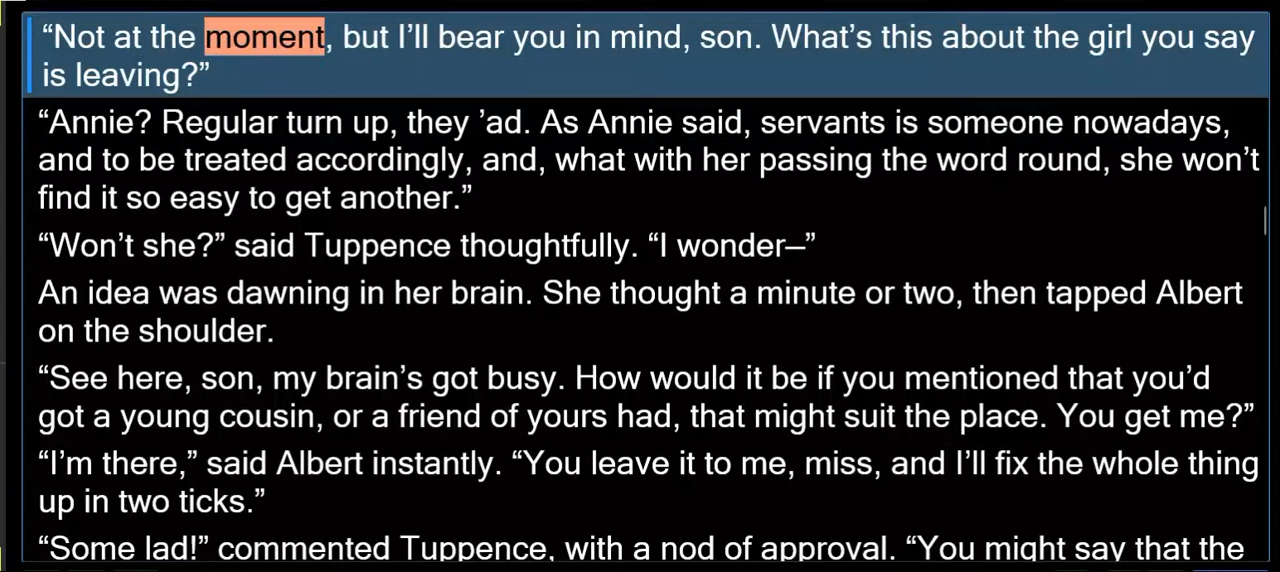 “Not at the moment, but I’ll bear you in mind, son. What’s this about the girl you say
is leaving?”
“Annie? Regular turn up, they ’ad. As Annie said, servants is someone nowadays,
and to be treated accordingly, and, what with her passing the word round, she won’t
find it so easy to get another.”
“Won’t she?” said Tuppence thoughtfully. “I wonder—”
An idea was dawning in her brain. She thought a minute or two, then tapped Albert
on the shoulder.
“See here, son, my brain’s got busy. How would it be if you mentioned that you’d
got a young cousin, or a friend of yours had, that might suit the place. You get me?”
“I’m there,” said Albert instantly. “You leave it to me, miss, and I’ll fix the whole thing
up in two ticks.”
“Some lad!” commented Tuppence, with a nod of approval. “You might say that the